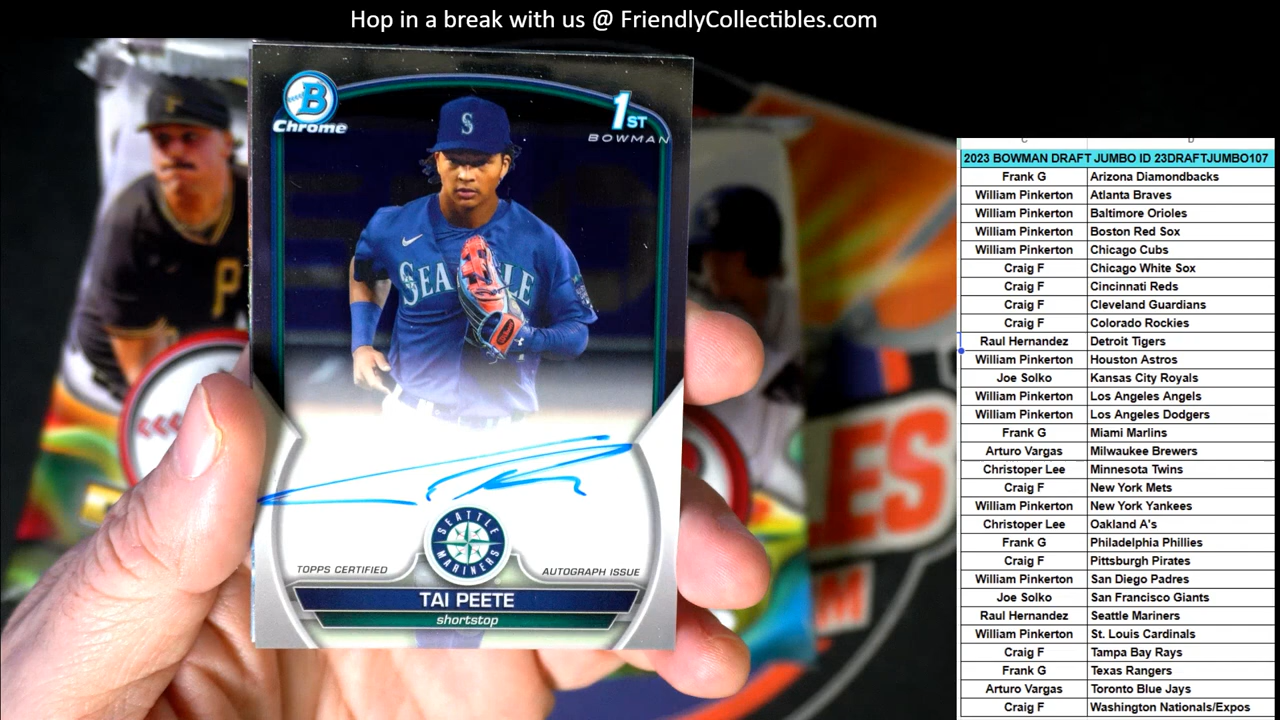 Hop in a break with us @ FriendlyCollectibles.com
B
Chrome
1ST
BOWMAN
S
P
SEATTLE
SEATTLE
MARINERS
TOPPS CERTIFIED
AUTOGRAPH ISSUE
TAI PEETE
shortstop
LES
M
C D
2023 BOWMAN DRAFT JUMBO ID 23DRAFTJUMBO107
Frank G Arizona Diamondbacks
William Pinkerton Atlanta Braves
William Pinkerton Baltimore Orioles
William Pinkerton Boston Red Sox
William Pinkerton Chicago Cubs
Craig F Chicago White Sox
Craig F Cincinnati Reds
Craig F Cleveland Guardians
Craig F Colorado Rockies
Raul Hernandez Detroit Tigers
William Pinkerton Houston Astros
Joe Solko Kansas City Royals
William Pinkerton Los Angeles Angels
William Pinkerton Los Angeles Dodgers
Frank G Miami Marlins
Arturo Vargas Milwaukee Brewers
Christoper Lee Minnesota Twins
Craig F New York Mets
William Pinkerton New York Yankees
Christoper Lee Oakland A's
Frank G Philadelphia Phillies
Craig F Pittsburgh Pirates
William Pinkerton San Diego Padres
Joe Solko San Francisco Giants
Raul Hernandez Seattle Mariners
William Pinkerton St. Louis Cardinals
Craig F Tampa Bay Rays
Frank G Texas Rangers
Arturo Vargas Toronto Blue Jays
Craig F Washington Nationals/Expos